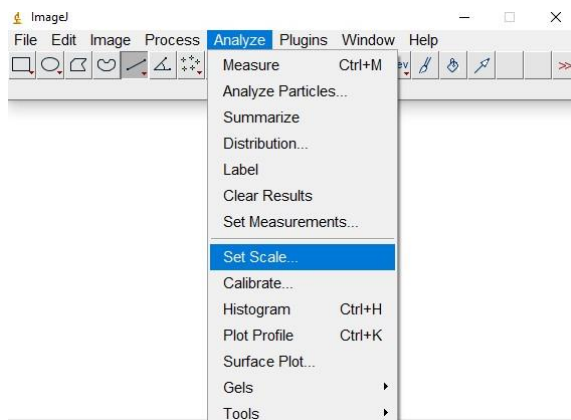 ImageJ
File Edit Image Process Analyze Plugins Window Help
Measure Ctrl+M
Analyze Particles...
Summarize
Distribution...
Label
Clear Results
Set Measurements...
Set Scale...
Calibrate...
Histogram Ctrl+H
Plot Profile Ctrl+K
Surface Plot...
Gels
Tools